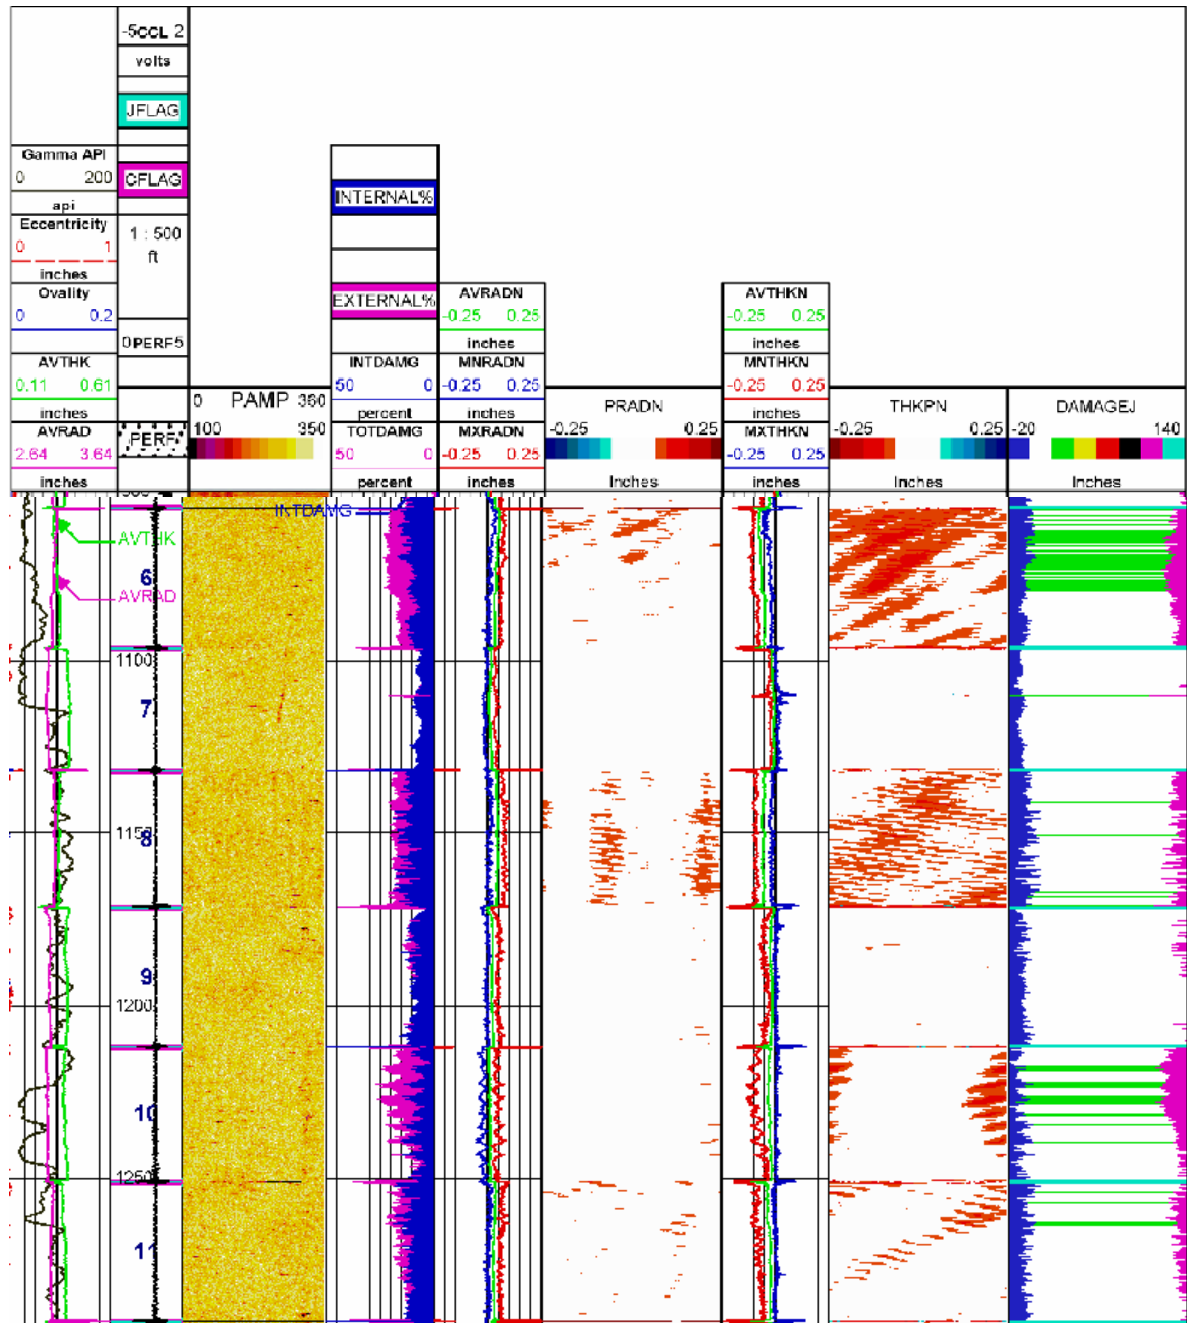 -5CCL 2
volts
JFLAG
CFLAG
1 : 500
ft
0PERF5
PERF
Gamma API
0 200
api
Eccentricity
0 1
inches
Ovality
0 0.2
AVTHK
0.11 0.61
inches
AVRAD
2.64 3.64
inches
0 PAMP 360
100 350
INTERNAL%
EXTERNAL%
INTDAMG
50 0
percent
TOTDAMG
50 0
percent
AVRADN
-0.25 0.25
inches
MNRADN
-0.25 0.25
MXRADN
-0.25 0.25
inches
PRADN
-0.25 0.25
Inches
AVTHKN
-0.25 0.25
inches
MNTHKN
-0.25 0.25
inches
MXTHKN
-0.25 0.25
inches
THKPN
-0.25 0.25
Inches
DAMAGEJ
-20 140
Inches
INTDAMG
AVTHK
6
AVRAD
1100
7
1150
8
9
1200
10
1250
11